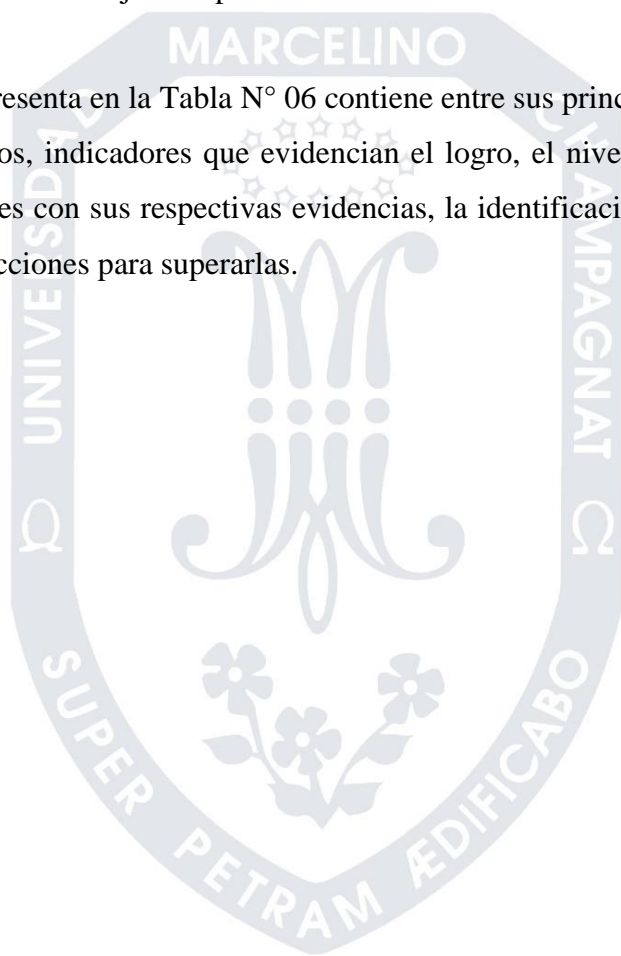 MARCELINO
resenta en la Tabla N° 06 contiene entre sus princ
os, indicadores que evidencian el logro, el nive
es con sus respectivas evidencias, la identificaci
cciones para superarlas.
UNIVERSIDAD
CHAMPAGNAT
SUPER PETRAM ÆDIFICABO